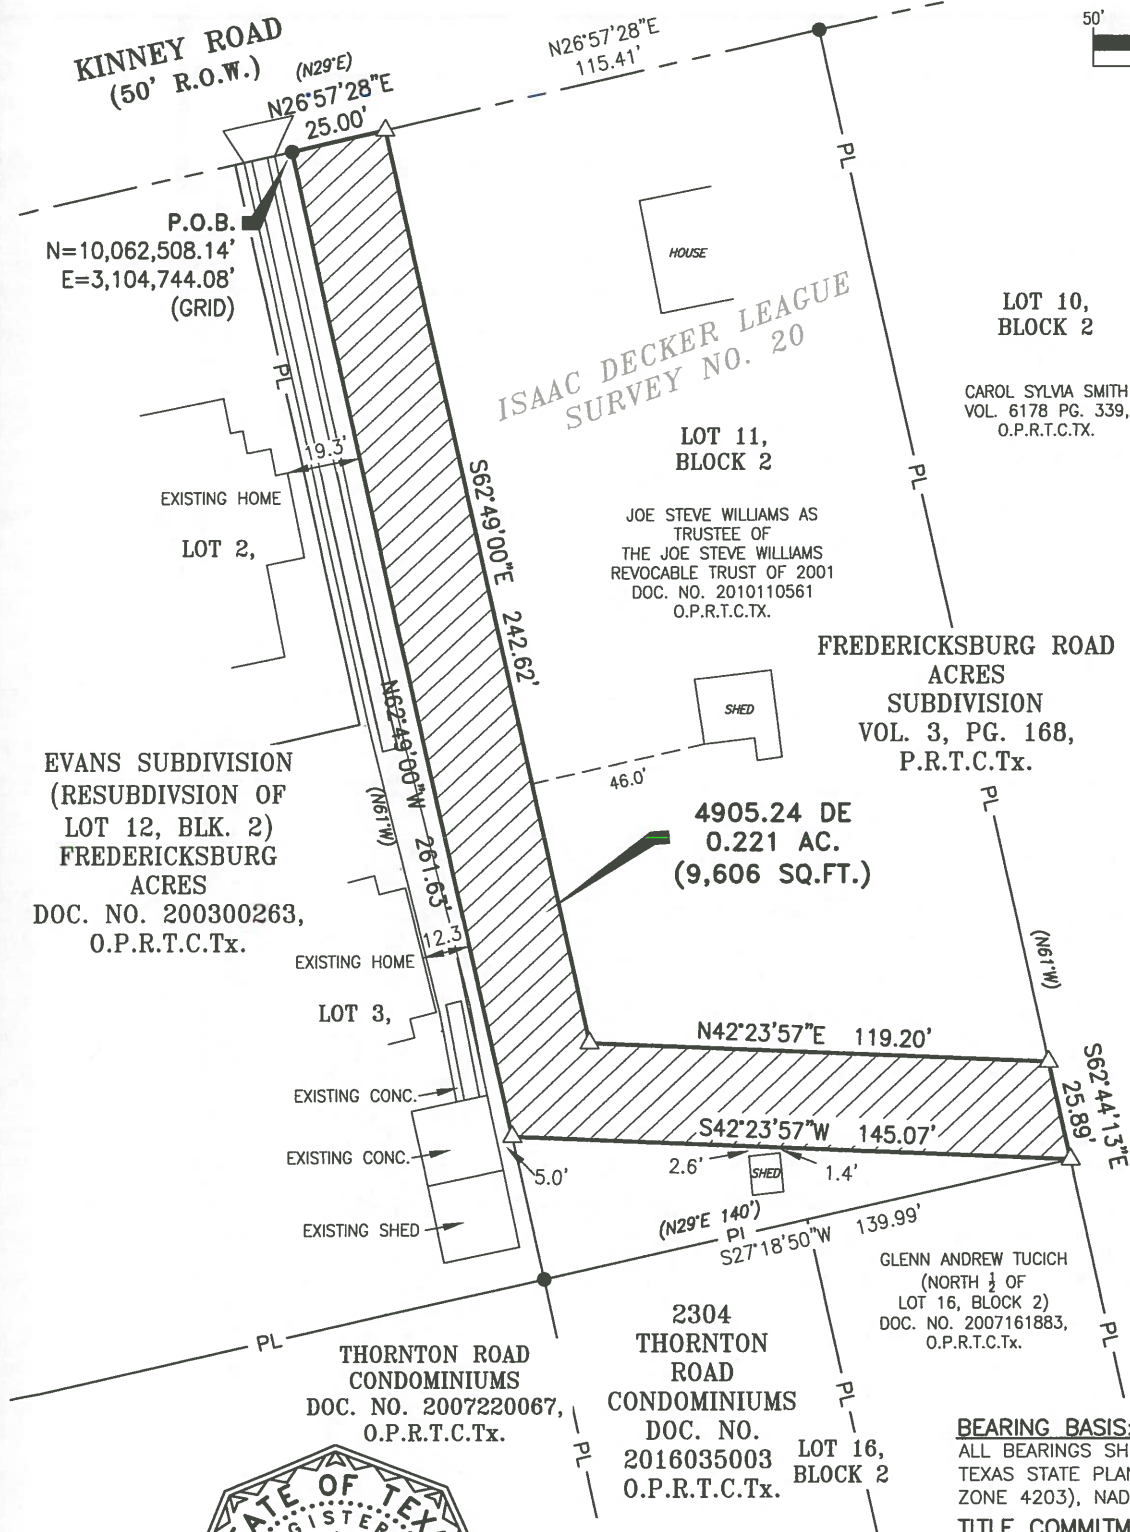 KINNEY ROAD
(50' R.O.W.)
(N29°E)
N26°57'28"E
25.00'
N26°57'28"E
115.41'
50'
P.O.B.
N=10,062,508.14'
E=3,104,744.08'
(GRID)
PL
PL
HOUSE
ISAAC DECKER LEAGUE
SURVEY NO. 20
LOT 10,
BLOCK 2
CAROL SYLVIA SMITH
VOL. 6178 PG. 339,
O.P.R.T.C.TX.
19.3'
EXISTING HOME
LOT 2,
S62°49'00"E 242.62'
LOT 11,
BLOCK 2
PL
JOE STEVE WILLIAMS AS
TRUSTEE OF
THE JOE STEVE WILLIAMS
REVOCABLE TRUST OF 2001
DOC. NO. 2010110561
O.P.R.T.C.TX.
FREDERICKSBURG ROAD
ACRES
SUBDIVISION
VOL. 3, PG. 168,
P.R.T.C.Tx.
SHED
46.0'
N62°49'00"W 261.63'
(N61°W)
EVANS SUBDIVISION
(RESUBDIVSION OF
LOT 12, BLK. 2)
FREDERICKSBURG
ACRES
DOC. NO. 200300263,
O.P.R.T.C.Tx.
4905.24 DE
0.221 AC.
(9,606 SQ.FT.)
PL
(N61°W)
12.3
EXISTING HOME
LOT 3,
N42°23'57"E 119.20'
S62°44'13"E
25.89'
EXISTING CONC.
S42°23'57"W 145.07'
EXISTING CONC.
5.0'
2.6'
SHED
1.4'
EXISTING SHED
(N29°E 140')
PL
S27°18'50"W 139.99'
GLENN ANDREW TUCICH
(NORTH ½ OF
LOT 16, BLOCK 2)
DOC. NO. 2007161883,
O.P.R.T.C.Tx.
PL
PL
THORNTON ROAD
CONDOMINIUMS
DOC. NO. 2007220067,
O.P.R.T.C.Tx.
2304
THORNTON
ROAD
CONDOMINIUMS
DOC. NO.
2016035003
O.P.R.T.C.Tx.
PL
PL
LOT 16,
BLOCK 2
BEARING BASIS:
ALL BEARINGS SH
TEXAS STATE PLA
ZONE 4203), NAD
TITLE COMMITM
ATE OF TEX
GISTER